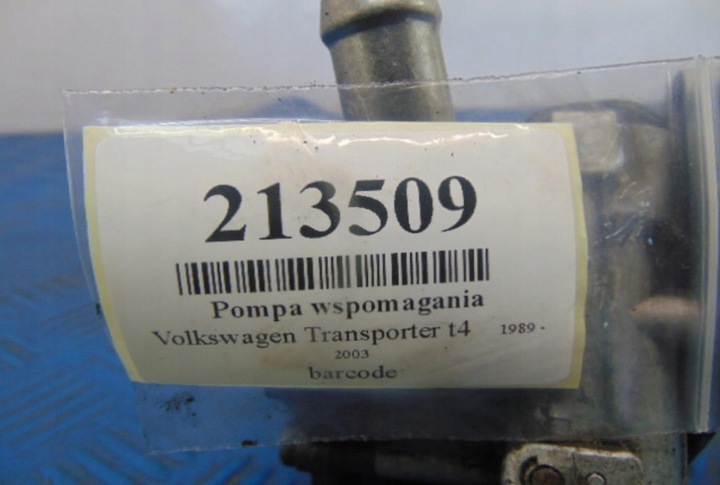 213509
Pompa wspomagania
Volkswagen Transporter t4 1989 -
2003
barcode